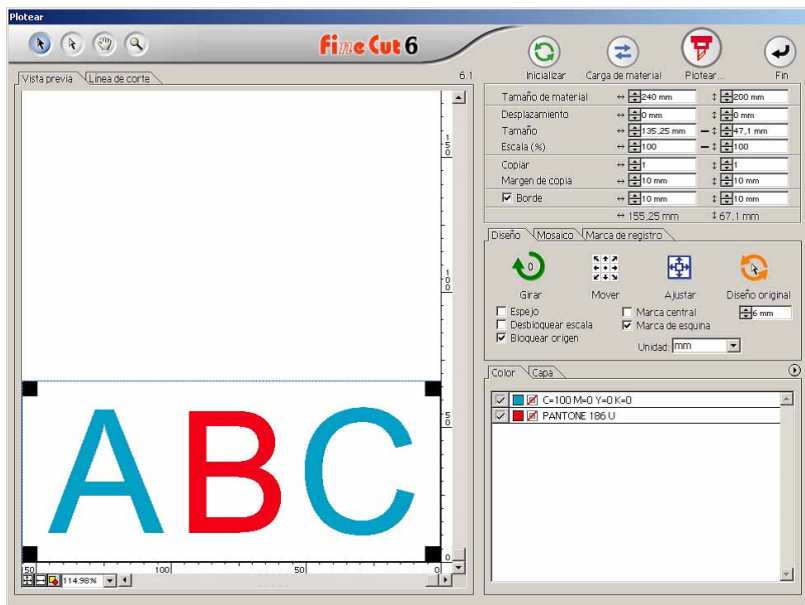 Plotear
FineCut 6
Inicializar Carga de material Plotear... Fin
Vista previa Línea de corte 6.1
Tamaño de material 240 mm 200 mm
Desplazamiento 0 mm 0 mm
Tamaño 135,25 mm 47,1 mm
Escala (%) 100 100
Copiar 1 1
Margen de copia 10 mm 10 mm
Borde 10 mm 10 mm
155,25 mm 67,1 mm
Diseño Mosaico Marca de registro
0
Girar Mover Ajustar Diseño original
Espejo Marca central 6 mm
Desbloquear escala Marca de esquina
Bloquear origen Unidad: mm
Color Capa
C=100 M=0 Y=0 K=0
PANTONE 186 U
150
100
50
0
ABC
150 100 50 0
114.98%